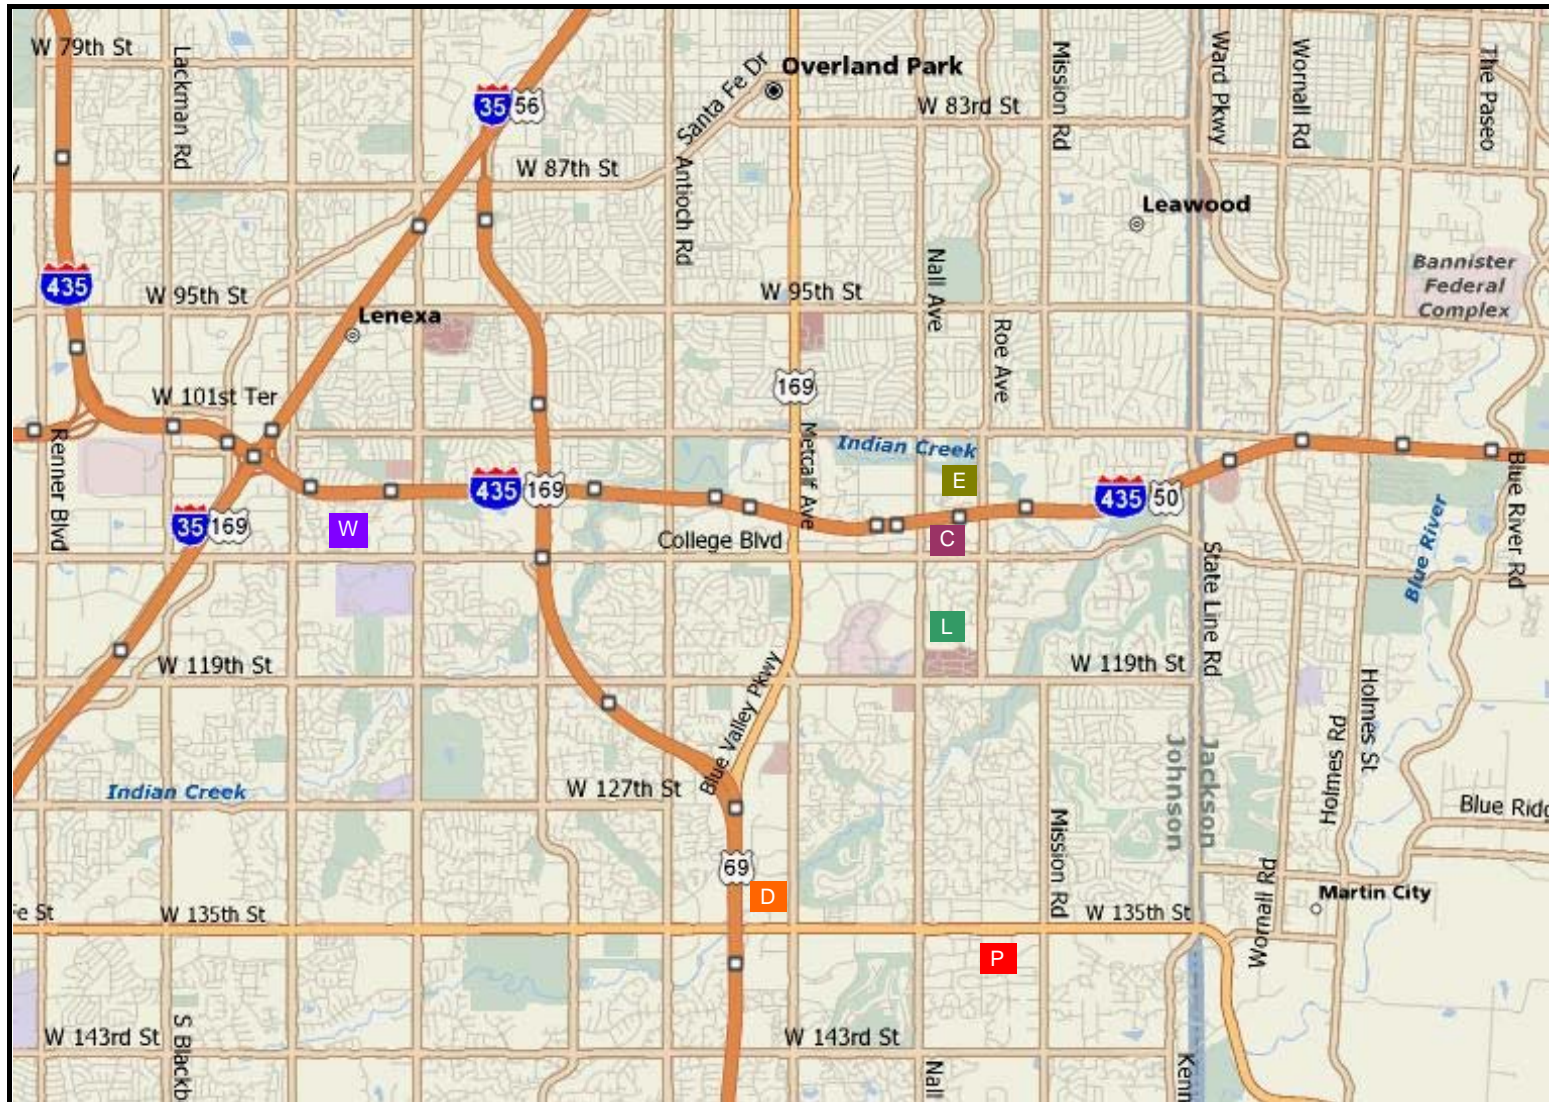 W 79th St
Lackman Rd
35
56
Santa Fe Dr
Overland Park
W 83rd St
Mission Rd
Ward Pkwy
Wornall Rd
The Paseo
W 87th St
Antioch Rd
Leawood
435
W 95th St
Lenexa
W 95th St
Nall Ave
Roe Ave
Bannister
Federal
Complex
169
W 101st Ter
Renner Blvd
Metcalf Ave
Indian Creek
E
435
169
435
50
Blue River Rd
Blue River
35
169
W
College Blvd
C
State Line Rd
L
W 119th St
W 119th St
Blue Valley Pkwy
Holmes St
Holmes Rd
Johnson
Jackson
Indian Creek
W 127th St
Mission Rd
Blue Ridg
69
D
Wornall Rd
Martin City
Fe St
W 135th St
W 135th St
P
S Blackb
W 143rd St
W 143rd St
Nall
Kenn